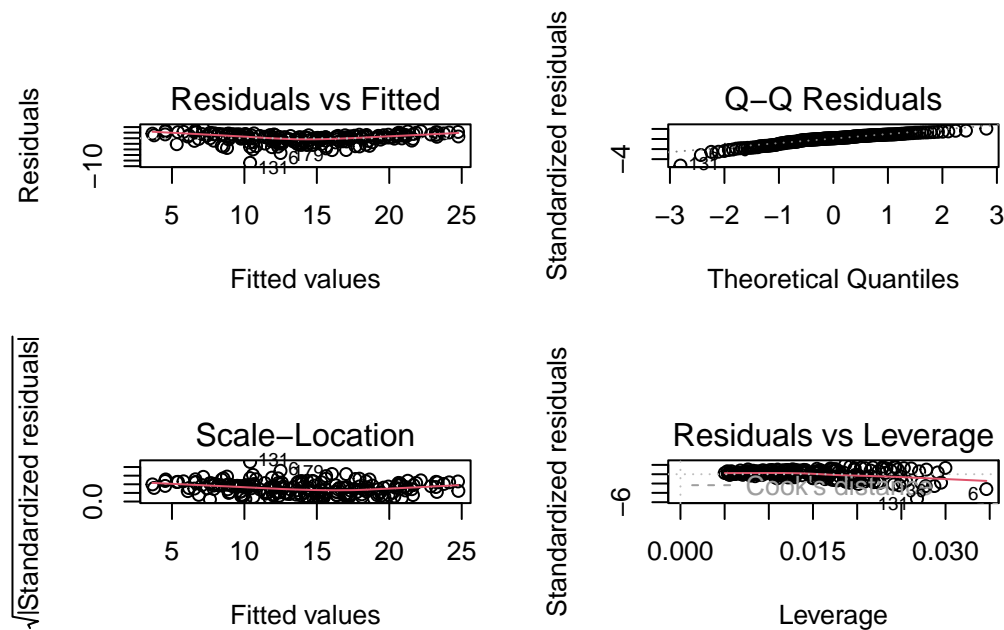 Residuals vs Fitted
Residuals
−10
131
6
179
5 10 15 20 25
Fitted values
Q−Q Residuals
Standardized residuals
−4
131
−3 −2 −1 0 1 2 3
Theoretical Quantiles
Scale−Location
√|Standardized residuals|
0.0
131
6
179
5 10 15 20 25
Fitted values
Residuals vs Leverage
Standardized residuals
−6
Cook's distance
131
36
6
0.000 0.015 0.030
Leverage